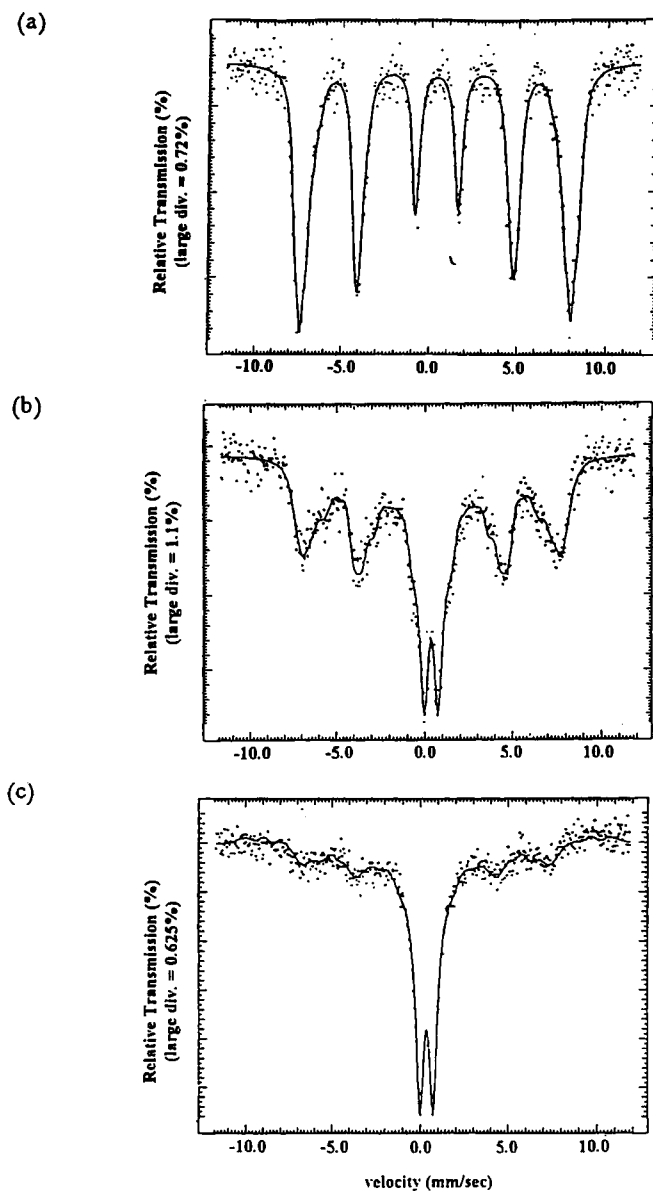 (a)
Relative Transmission (%)
(large div. = 0.72%)
-10.0 -5.0 0.0 5.0 10.0
(b)
Relative Transmission (%)
(large div. = 1.1%)
-10.0 -5.0 0.0 5.0 10.0
(c)
Relative Transmission (%)
(large div. = 0.625%)
-10.0 -5.0 0.0 5.0 10.0
velocity (mm/sec)